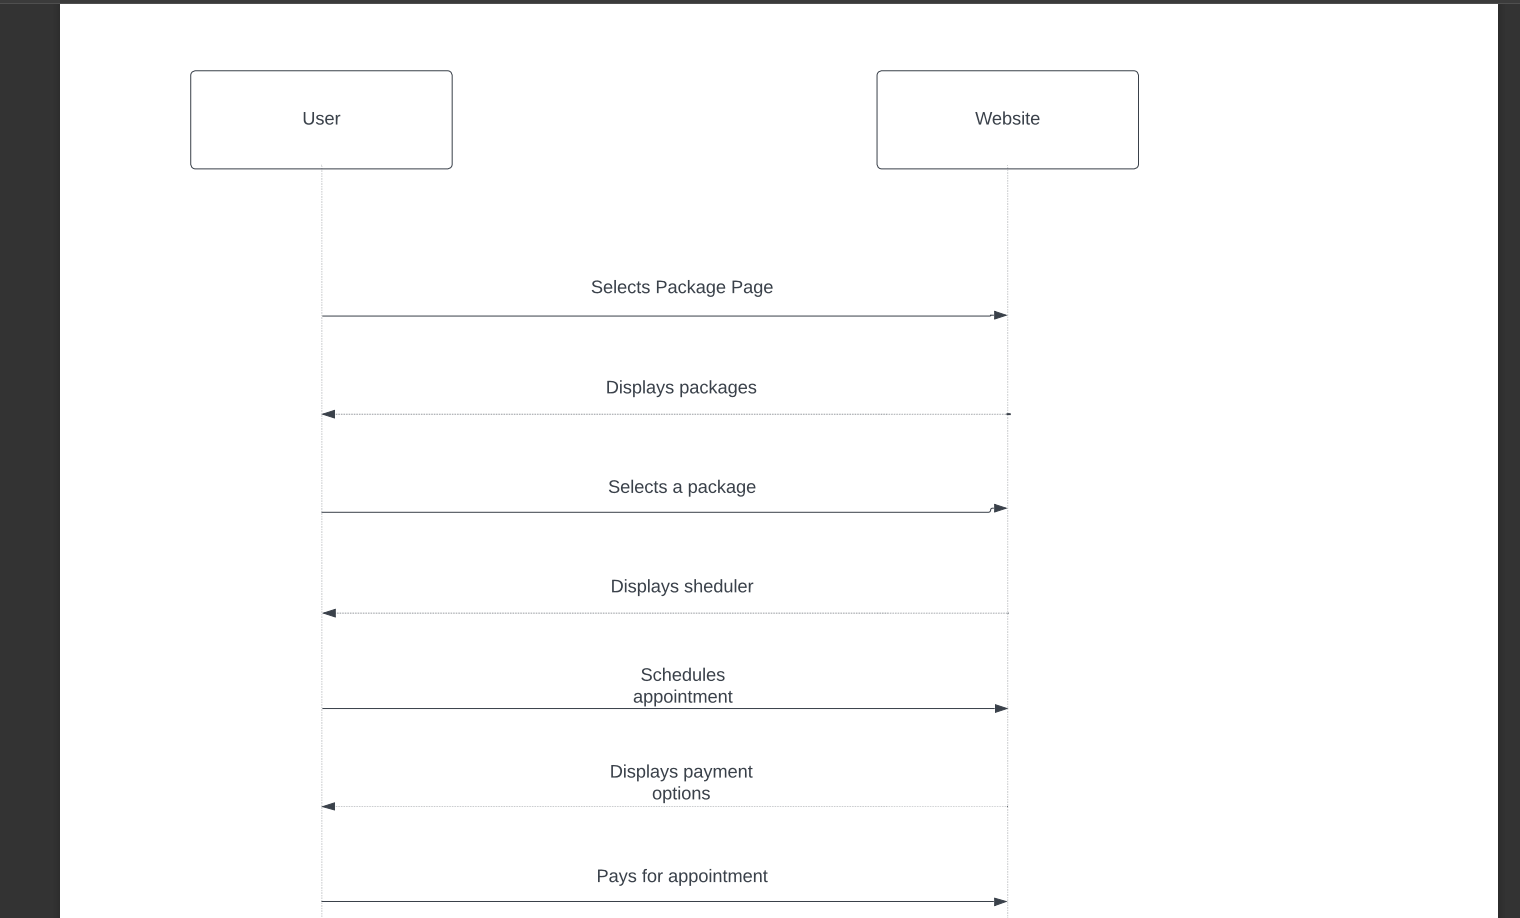 User
Website
Selects Package Page
Displays packages
Selects a package
Displays sheduler
Schedules
appointment
Displays payment
options
Pays for appointment